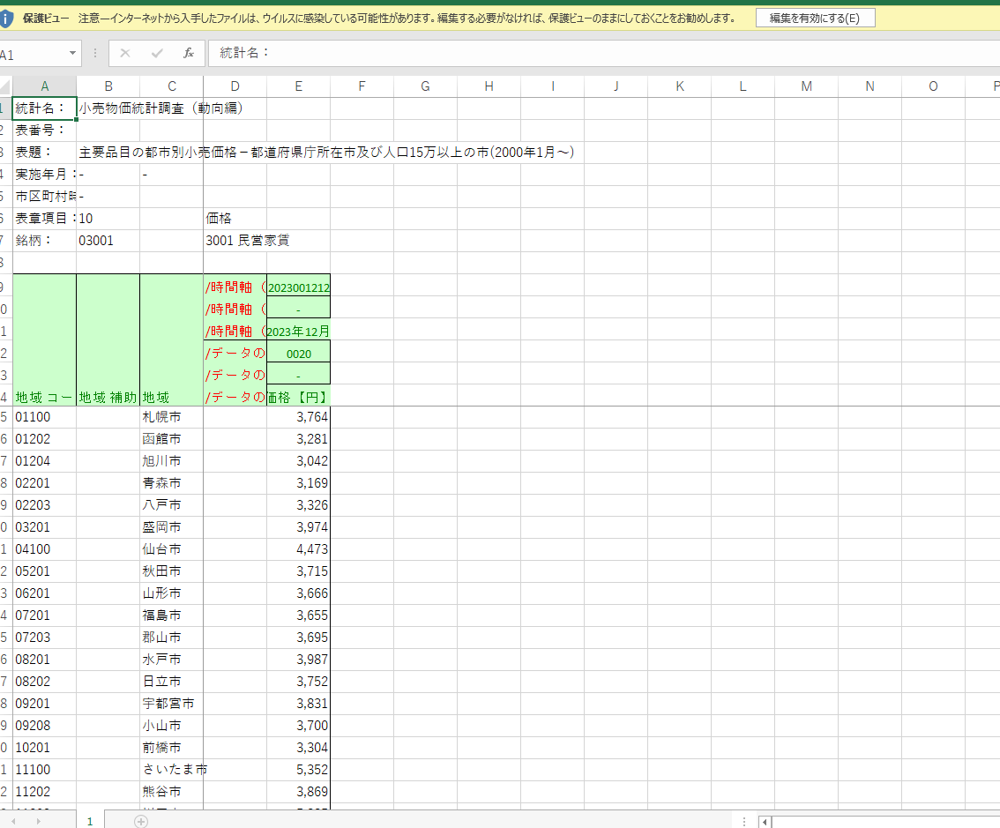 保護ビュー 注意—インターネットから入手したファイルは、ウイルスに感染している可能性があります。編集する必要がなければ、保護ビューのままにしておくことをお勧めします。 編集を有効にする(E)
A1 fx 統計名：
A B C D E F G H I J K L M N O P
1 統計名： 小売物価統計調査（動向編）
2 表番号：
3 表題： 主要品目の都市別小売価格－都道府県庁所在市及び人口15万以上の市(2000年1月～)
4 実施年月： - -
5 市区町村時 -
6 表章項目： 10 価格
7 銘柄： 03001 3001 民営家賃
8
9 /時間軸（ 2023001212
0 /時間軸（ -
1 /時間軸（ 2023年12月
2 /データの 0020
3 /データの -
4 地域 コー 地域 補助 地域 /データの 価格【円】
5 01100 札幌市 3,764
6 01202 函館市 3,281
7 01204 旭川市 3,042
8 02201 青森市 3,169
9 02203 八戸市 3,326
0 03201 盛岡市 3,974
1 04100 仙台市 4,473
2 05201 秋田市 3,715
3 06201 山形市 3,666
4 07201 福島市 3,655
5 07203 郡山市 3,695
6 08201 水戸市 3,987
7 08202 日立市 3,752
8 09201 宇都宮市 3,831
9 09208 小山市 3,700
0 10201 前橋市 3,304
1 11100 さいたま市 5,352
2 11202 熊谷市 3,869
1